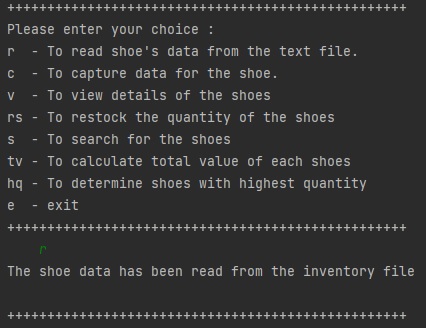 ++++++++++++++++++++++++++++++++++++++++++++++++++
Please enter your choice :
r  - To read shoe's data from the text file.
c  - To capture data for the shoe.
v  - To view details of the shoes
rs - To restock the quantity of the shoes
s  - To search for the shoes
tv - To calculate total value of each shoes
hq - To determine shoes with highest quantity
e  - exit
++++++++++++++++++++++++++++++++++++++++++++++++++
r
The shoe data has been read from the inventory file
++++++++++++++++++++++++++++++++++++++++++++++++++